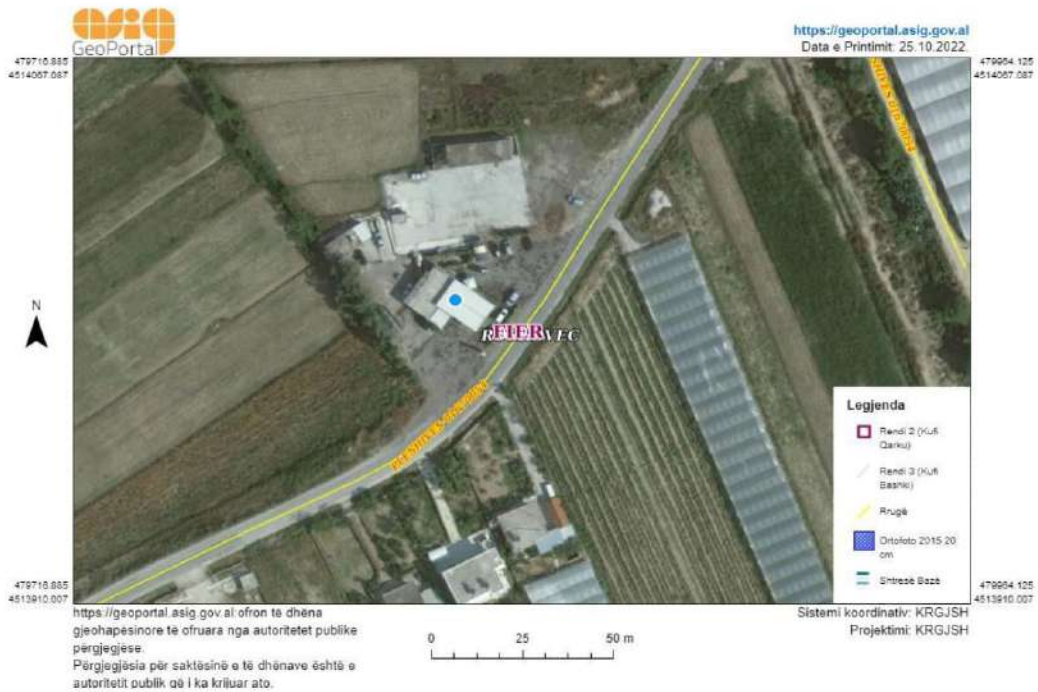 asig
GeoPortal
https://geoportal.asig.gov.al
Data e Printimit: 25.10.2022
479716.885
4514067.087
479964.125
4514067.087
N
FIER
Legjenda
Rendi 2 (Kufi
Qarku)
Rendi 3 (Kufi
Bashki)
Rrugë
Ortofoto 2015 20
cm
Shtresë Bazë
479716.885
4513910.007
479964.125
4513910.007
https://geoportal.asig.gov.al ofron të dhëna
gjeohapësinore të ofruara nga autoritetet publike
përgjegjëse.
Përgjegjësia për saktësinë e të dhënave është e
autoritetit publik që i ka krijuar ato.
0 25 50 m
Sistemi koordinativ: KRGJSH
Projektimi: KRGJSH